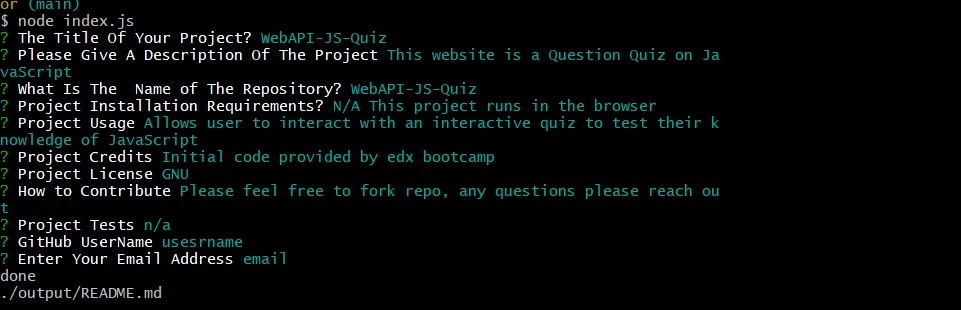 or (main)
$ node index.js
? The Title Of Your Project? WebAPI-JS-Quiz
? Please Give A Description Of The Project This website is a Question Quiz on Ja
vaScript
? What Is The  Name of The Repository? WebAPI-JS-Quiz
? Project Installation Requirements? N/A This project runs in the browser
? Project Usage Allows user to interact with an interactive quiz to test their k
nowledge of JavaScript
? Project Credits Initial code provided by edx bootcamp
? Project License GNU
? How to Contribute Please feel free to fork repo, any questions please reach ou
t
? Project Tests n/a
? GitHub UserName usesrname
? Enter Your Email Address email
done
./output/README.md